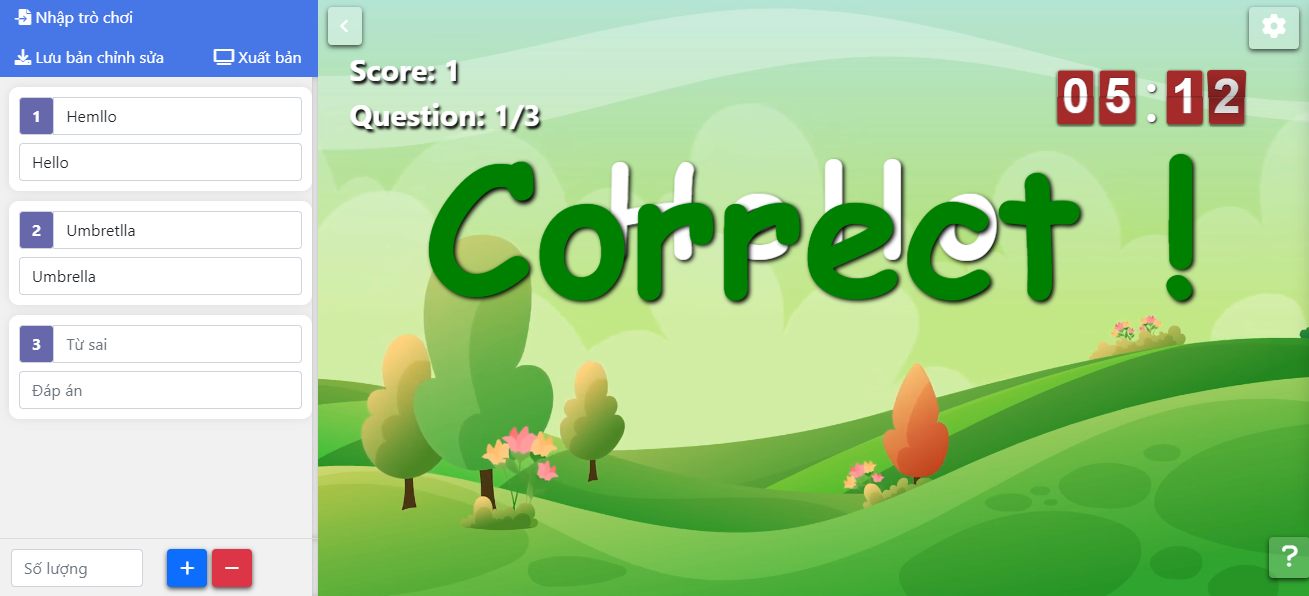 Nhập trò chơi
Lưu bản chỉnh sửa
Xuất bản
1 Hemllo
Hello
2 Umbretlla
Umbrella
3 Từ sai
Đáp án
Số lượng
+ −
Score: 1
Question: 1/3
05:12
Hello
Correct !
?